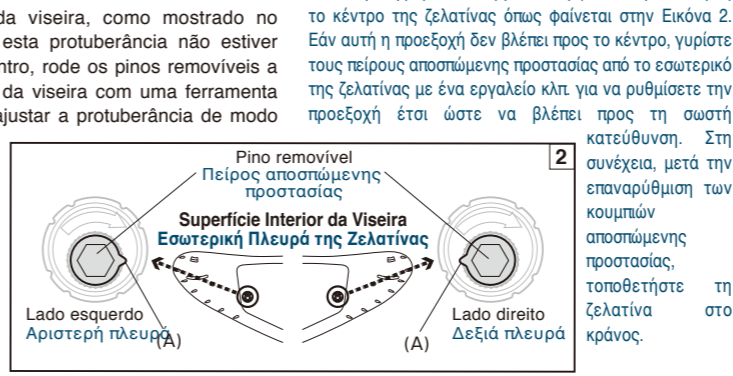 da viseira, como mostrado no
esta protuberância não estiver
ntro, rode os pinos removíveis a
da viseira com uma ferramenta
ajustar a protuberância de modo
το κέντρο της ζελατίνας όπως φαίνεται στην Εικόνα 2.
Εάν αυτή η προεξοχή δεν βλέπει προς το κέντρο, γυρίστε
τους πείρους αποσπώμενης προστασίας από το εσωτερικό
της ζελατίνας με ένα εργαλείο κλπ. για να ρυθμίσετε την
προεξοχή έτσι ώστε να βλέπει προς τη σωστή
κατεύθυνση. Στη
συνέχεια, μετά την
επαναρύθμιση των
κουμπιών
αποσπώμενης
προστασίας,
τοποθετήστε τη
ζελατίνα στο
κράνος.
2
Pino removível
Πείρος αποσπώμενης
προστασίας
Superfície Interior da Viseira
Εσωτερική Πλευρά της Ζελατίνας
Lado esquerdo
Αριστερή πλευρά
(A)
Lado direito
Δεξιά πλευρά
(A)